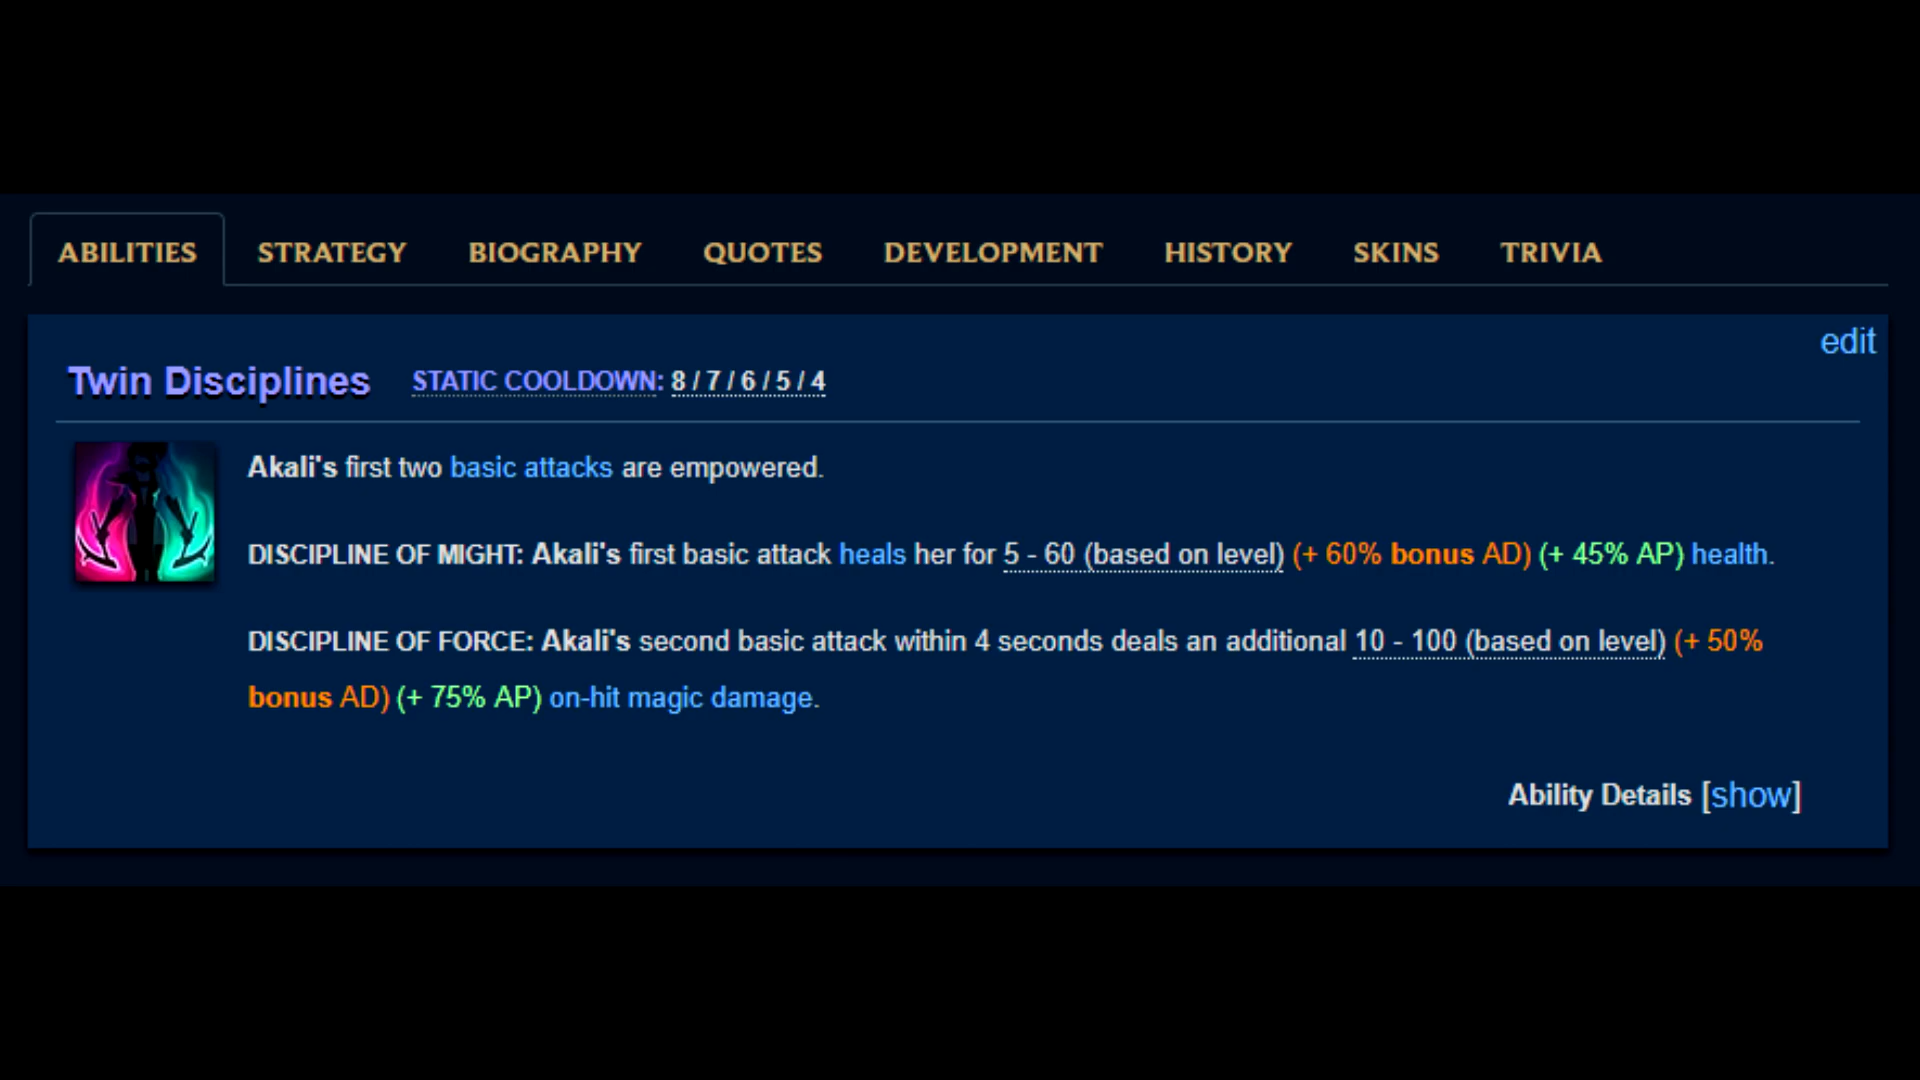 ABILITIES STRATEGY BIOGRAPHY QUOTES DEVELOPMENT HISTORY SKINS TRIVIA
edit
Twin Disciplines STATIC COOLDOWN: 8 / 7 / 6 / 5 / 4
Akali's first two basic attacks are empowered.
DISCIPLINE OF MIGHT: Akali's first basic attack heals her for 5 - 60 (based on level) (+ 60% bonus AD) (+ 45% AP) health.
DISCIPLINE OF FORCE: Akali's second basic attack within 4 seconds deals an additional 10 - 100 (based on level) (+ 50%
bonus AD) (+ 75% AP) on-hit magic damage.
Ability Details [show]